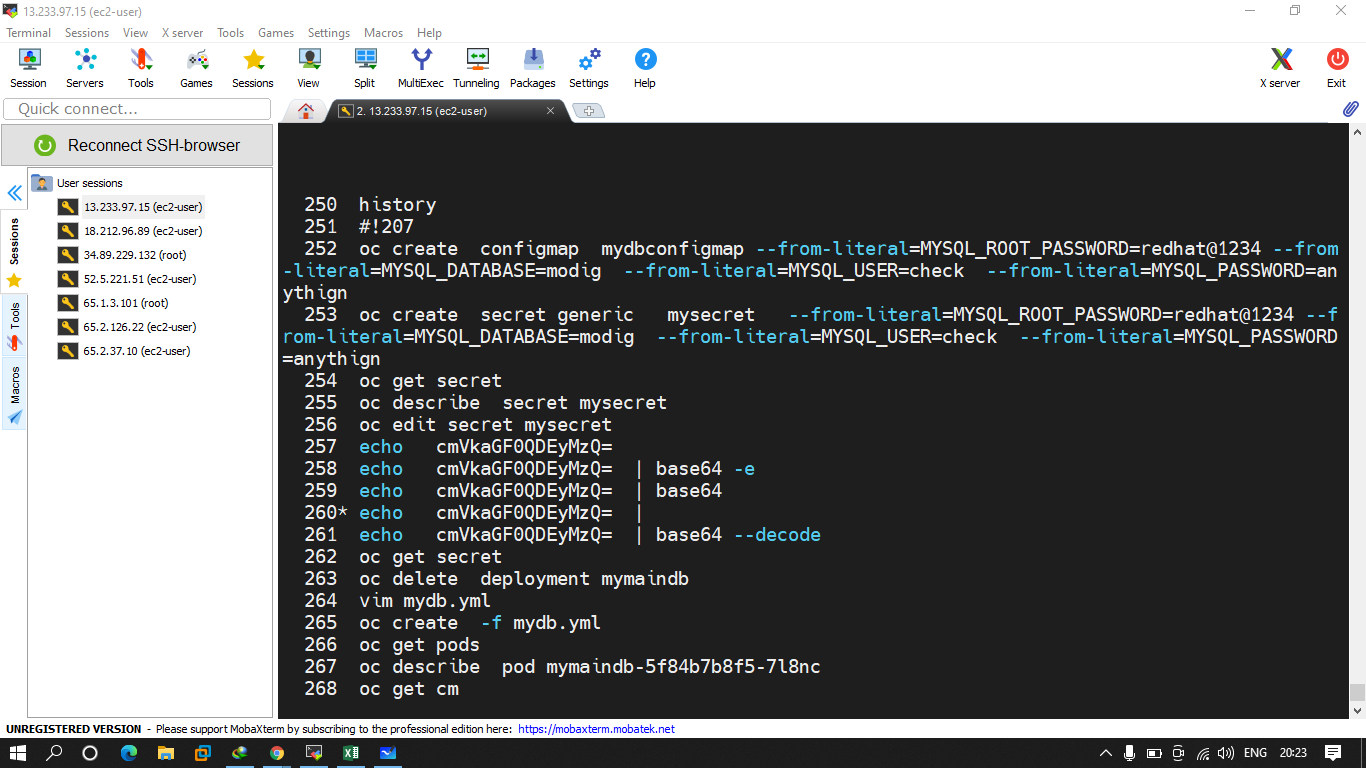 13.233.97.15 (ec2-user)
Terminal Sessions View X server Tools Games Settings Macros Help
Session Servers Tools Games Sessions View Split MultiExec Tunneling Packages Settings Help X server Exit
Quick connect...
2. 13.233.97.15 (ec2-user)
Reconnect SSH-browser
User sessions
13.233.97.15 (ec2-user)
18.212.96.89 (ec2-user)
34.89.229.132 (root)
52.5.221.51 (ec2-user)
65.1.3.101 (root)
65.2.126.22 (ec2-user)
65.2.37.10 (ec2-user)
Sessions
Tools
Macros
250 history
251 #!207
252 oc create configmap mydbconfigmap --from-literal=MYSQL_ROOT_PASSWORD=redhat@1234 --from
-literal=MYSQL_DATABASE=modig --from-literal=MYSQL_USER=check --from-literal=MYSQL_PASSWORD=an
ythign
253 oc create secret generic mysecret --from-literal=MYSQL_ROOT_PASSWORD=redhat@1234 --f
rom-literal=MYSQL_DATABASE=modig --from-literal=MYSQL_USER=check --from-literal=MYSQL_PASSWORD
=anythign
254 oc get secret
255 oc describe secret mysecret
256 oc edit secret mysecret
257 echo cmVkaGF0QDEyMzQ=
258 echo cmVkaGF0QDEyMzQ= | base64 -e
259 echo cmVkaGF0QDEyMzQ= | base64
260* echo cmVkaGF0QDEyMzQ= |
261 echo cmVkaGF0QDEyMzQ= | base64 --decode
262 oc get secret
263 oc delete deployment mymaindb
264 vim mydb.yml
265 oc create -f mydb.yml
266 oc get pods
267 oc describe pod mymaindb-5f84b7b8f5-7l8nc
268 oc get cm
UNREGISTERED VERSION - Please support MobaXterm by subscribing to the professional edition here: https://mobaxterm.mobatek.net
ENG 20:23